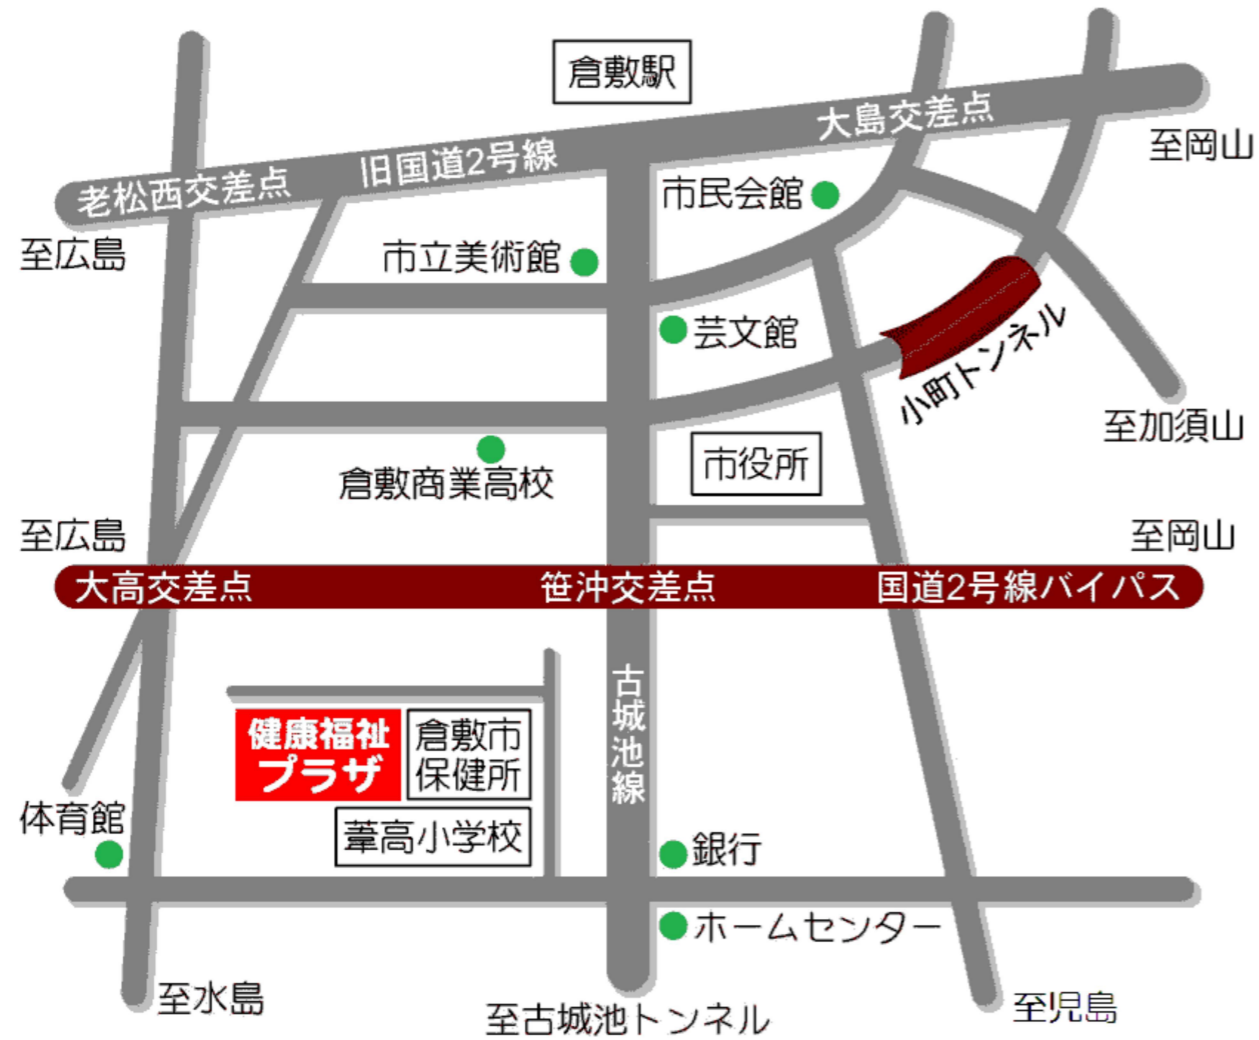 倉敷駅
大島交差点
至岡山
旧国道2号線
老松西交差点
市民会館
至広島
市立美術館
芸文館
小町トンネル
至加須山
市役所
倉敷商業高校
至広島
至岡山
大高交差点
笹沖交差点
国道2号線バイパス
古城池線
健康福祉
プラザ
倉敷市
保健所
体育館
葦高小学校
銀行
ホームセンター
至水島
至古城池トンネル
至児島